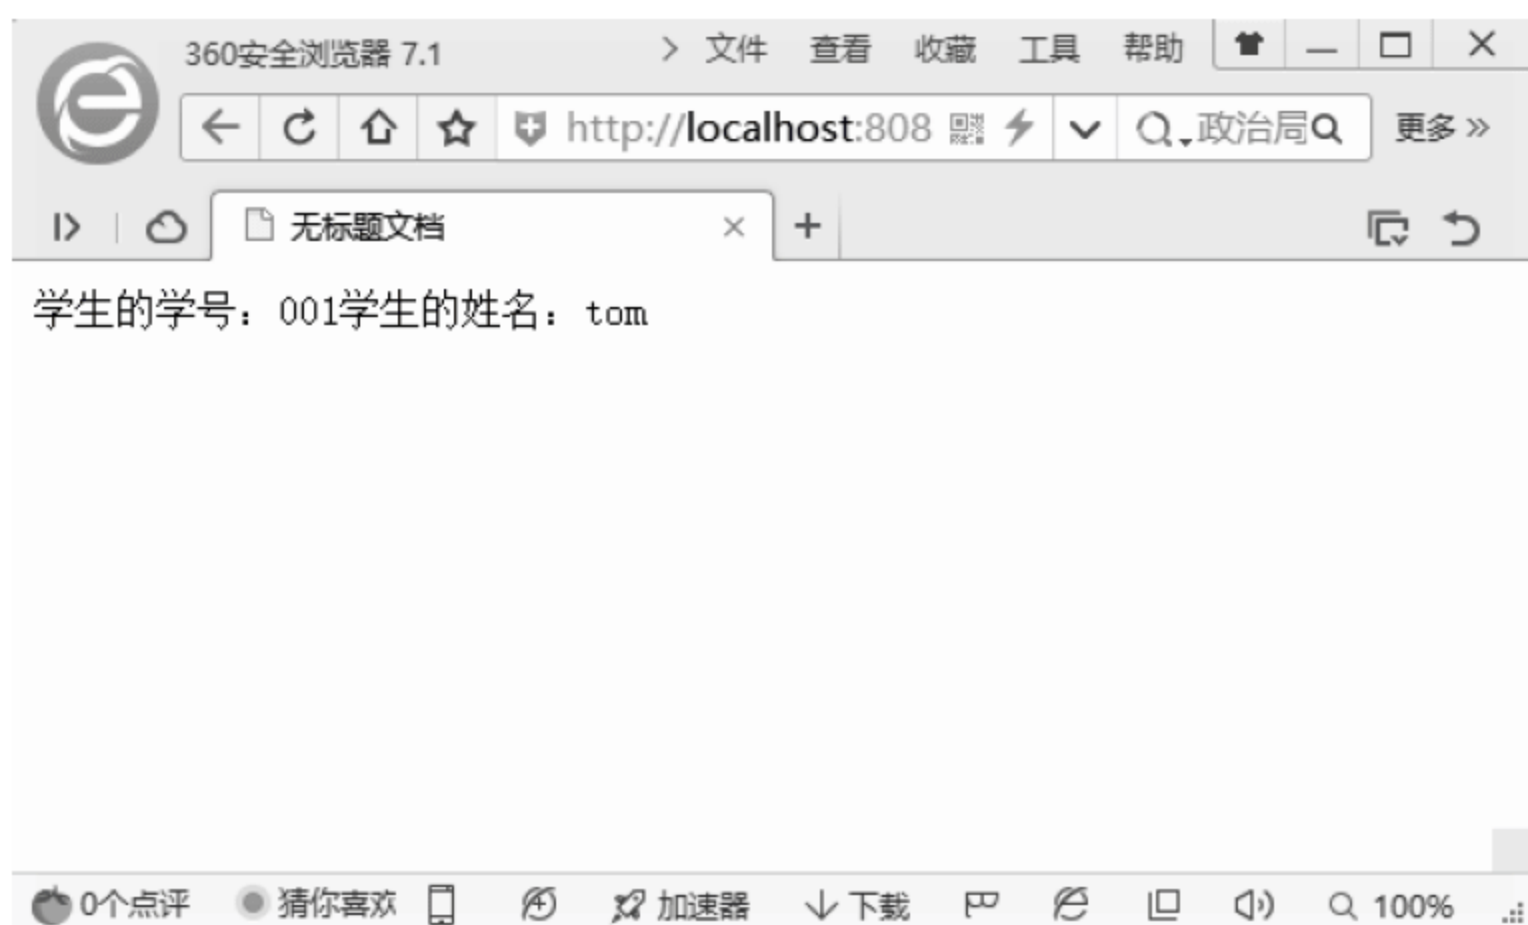 360安全浏览器 7.1 文件 查看 收藏 工具 帮助
http://localhost:808 政治局 更多
无标题文档
学生的学号：001学生的姓名：tom
0个点评 猜你喜欢 加速器 下载 100%